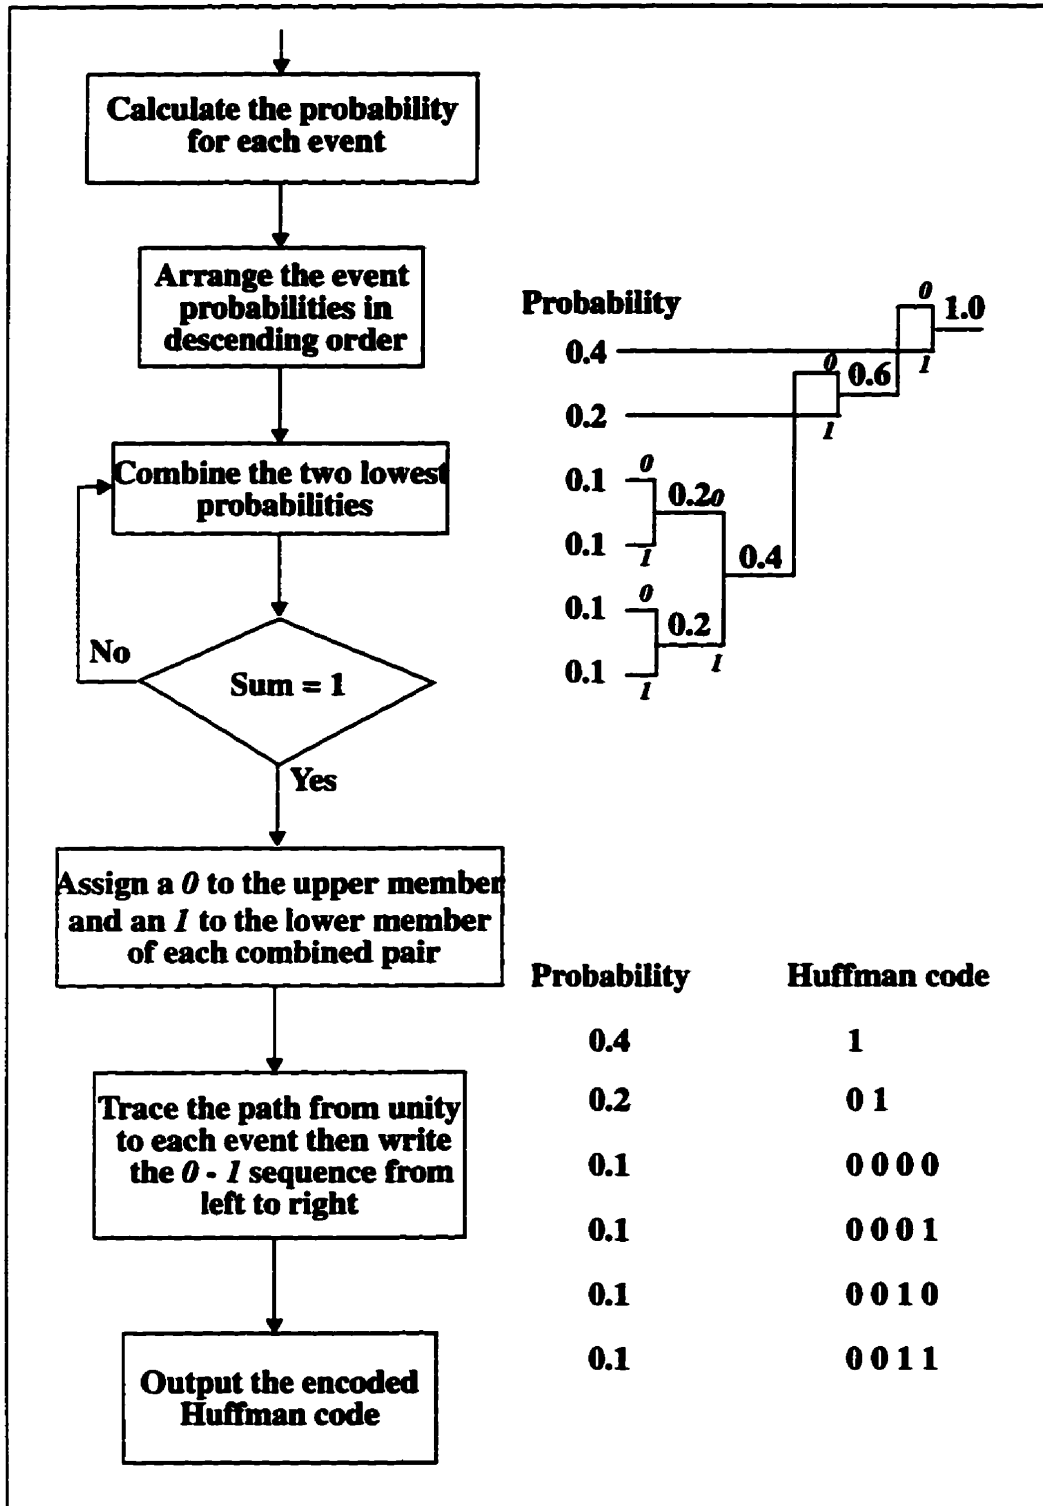 Calculate the probability
for each event
Arrange the event
probabilities in
descending order
Combine the two lowest
probabilities
No
Sum = 1
Yes
Assign a 0 to the upper member
and an 1 to the lower member
of each combined pair
Trace the path from unity
to each event then write
the 0 - 1 sequence from
left to right
Output the encoded
Huffman code
Probability
0 1.0
0.4
1
0 0.6
0.2
1
0.1 0
0.2 0
0.1 1
0.4
0.1 0
0.2
1
0.1 1
Probability Huffman code
0.4 1
0.2 0 1
0.1 0 0 0 0
0.1 0 0 0 1
0.1 0 0 1 0
0.1 0 0 1 1